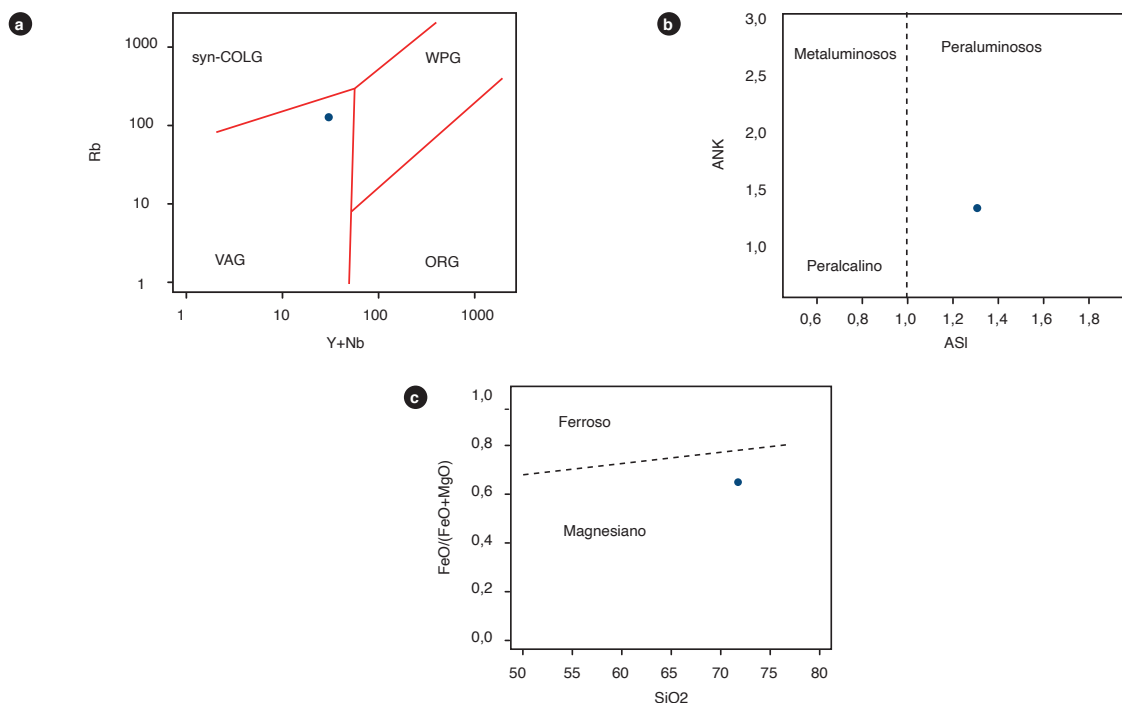 a
1000
100
10
1
Rb
syn-COLG
WPG
VAG
ORG
1 10 100 1000
Y+Nb
b
3,0
2,5
2,0
1,5
1,0
ANK
Metaluminosos
Peraluminosos
Peralcalino
0,6 0,8 1,0 1,2 1,4 1,6 1,8
ASI
c
1,0
0,8
0,6
0,4
0,2
0,0
FeO/(FeO+MgO)
Ferroso
Magnesiano
50 55 60 65 70 75 80
SiO2